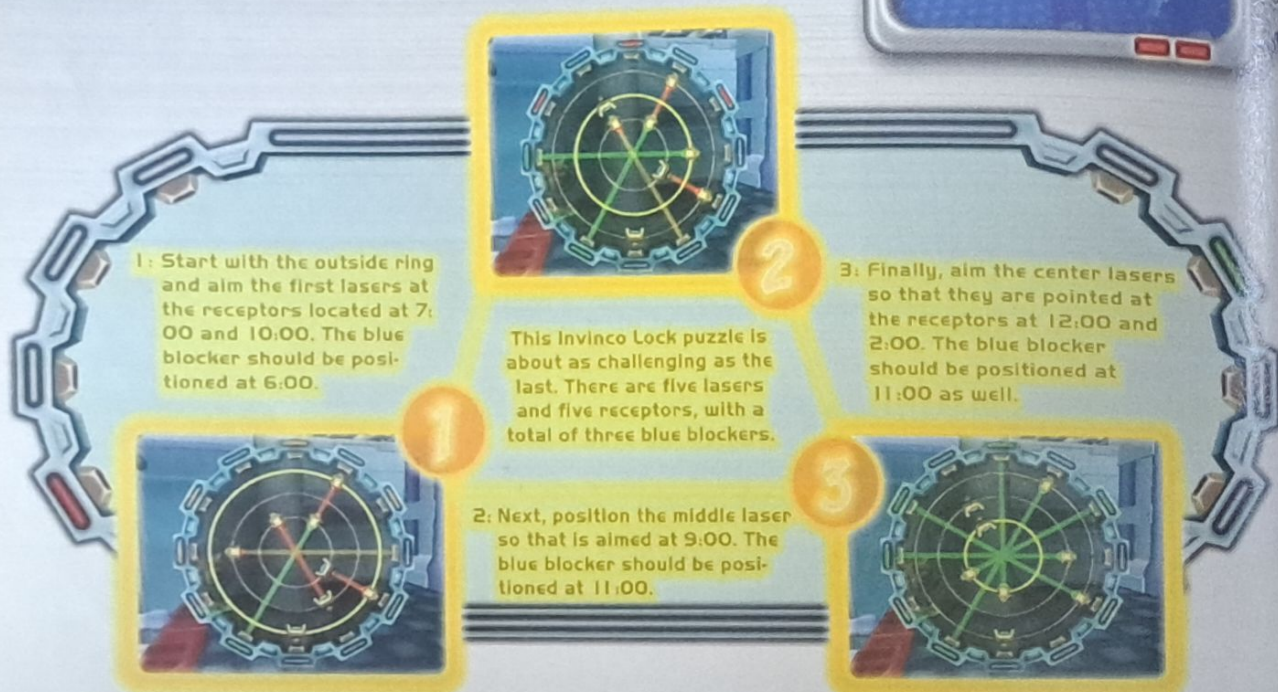 1: Start with the outside ring
and aim the first lasers at
the receptors located at 7:
00 and 10:00. The blue
blocker should be posi-
tioned at 6:00.
1
This Invinco Lock puzzle is
about as challenging as the
last. There are five lasers
and five receptors, with a
total of three blue blockers.
2: Next, position the middle laser
so that is aimed at 9:00. The
blue blocker should be posi-
tioned at 11:00.
2
3: Finally, aim the center lasers
so that they are pointed at
the receptors at 12:00 and
2:00. The blue blocker
should be positioned at
11:00 as well.
3